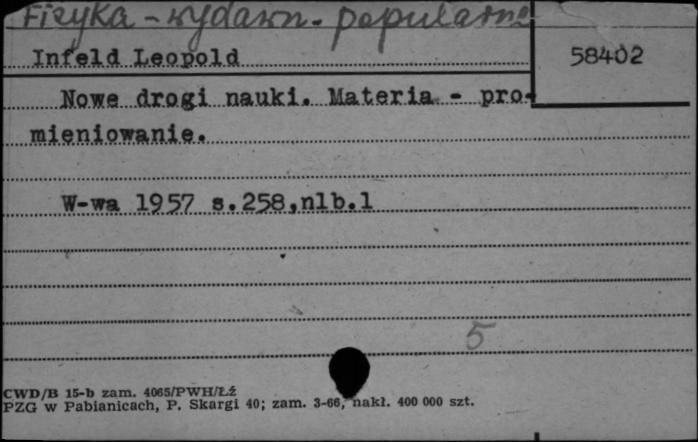 Fizyka - wydawn. popularne
Infeld Leopold
58402
Nowe drogi nauki. Materia - pro-
mieniowanie.
W-wa 1957 s.258,nlb.1
5
CWD/B 15-b zam. 4065/PWH/Łź
PZG w Pabianicach, P. Skargi 40; zam. 3-66, nakł. 400 000 szt.